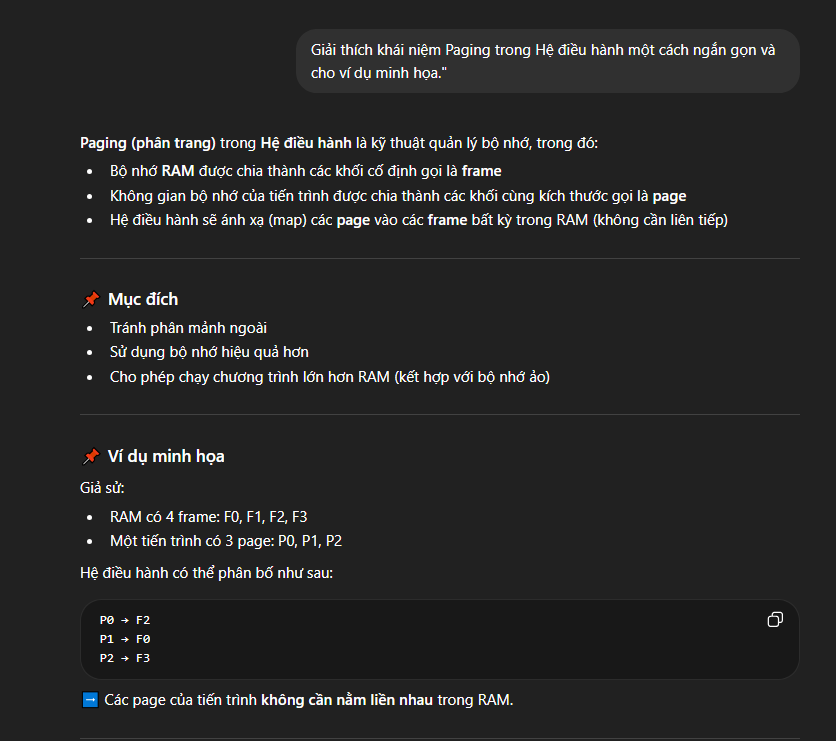 Giải thích khái niệm Paging trong Hệ điều hành một cách ngắn gọn và
cho ví dụ minh họa."
Paging (phân trang) trong Hệ điều hành là kỹ thuật quản lý bộ nhớ, trong đó:
• Bộ nhớ RAM được chia thành các khối cố định gọi là frame
• Không gian bộ nhớ của tiến trình được chia thành các khối cùng kích thước gọi là page
• Hệ điều hành sẽ ánh xạ (map) các page vào các frame bất kỳ trong RAM (không cần liên tiếp)
📌 Mục đích
• Tránh phân mảnh ngoài
• Sử dụng bộ nhớ hiệu quả hơn
• Cho phép chạy chương trình lớn hơn RAM (kết hợp với bộ nhớ ảo)
📌 Ví dụ minh họa
Giả sử:
• RAM có 4 frame: F0, F1, F2, F3
• Một tiến trình có 3 page: P0, P1, P2
Hệ điều hành có thể phân bố như sau:
P0 → F2
P1 → F0
P2 → F3
➡️ Các page của tiến trình không cần nằm liền nhau trong RAM.